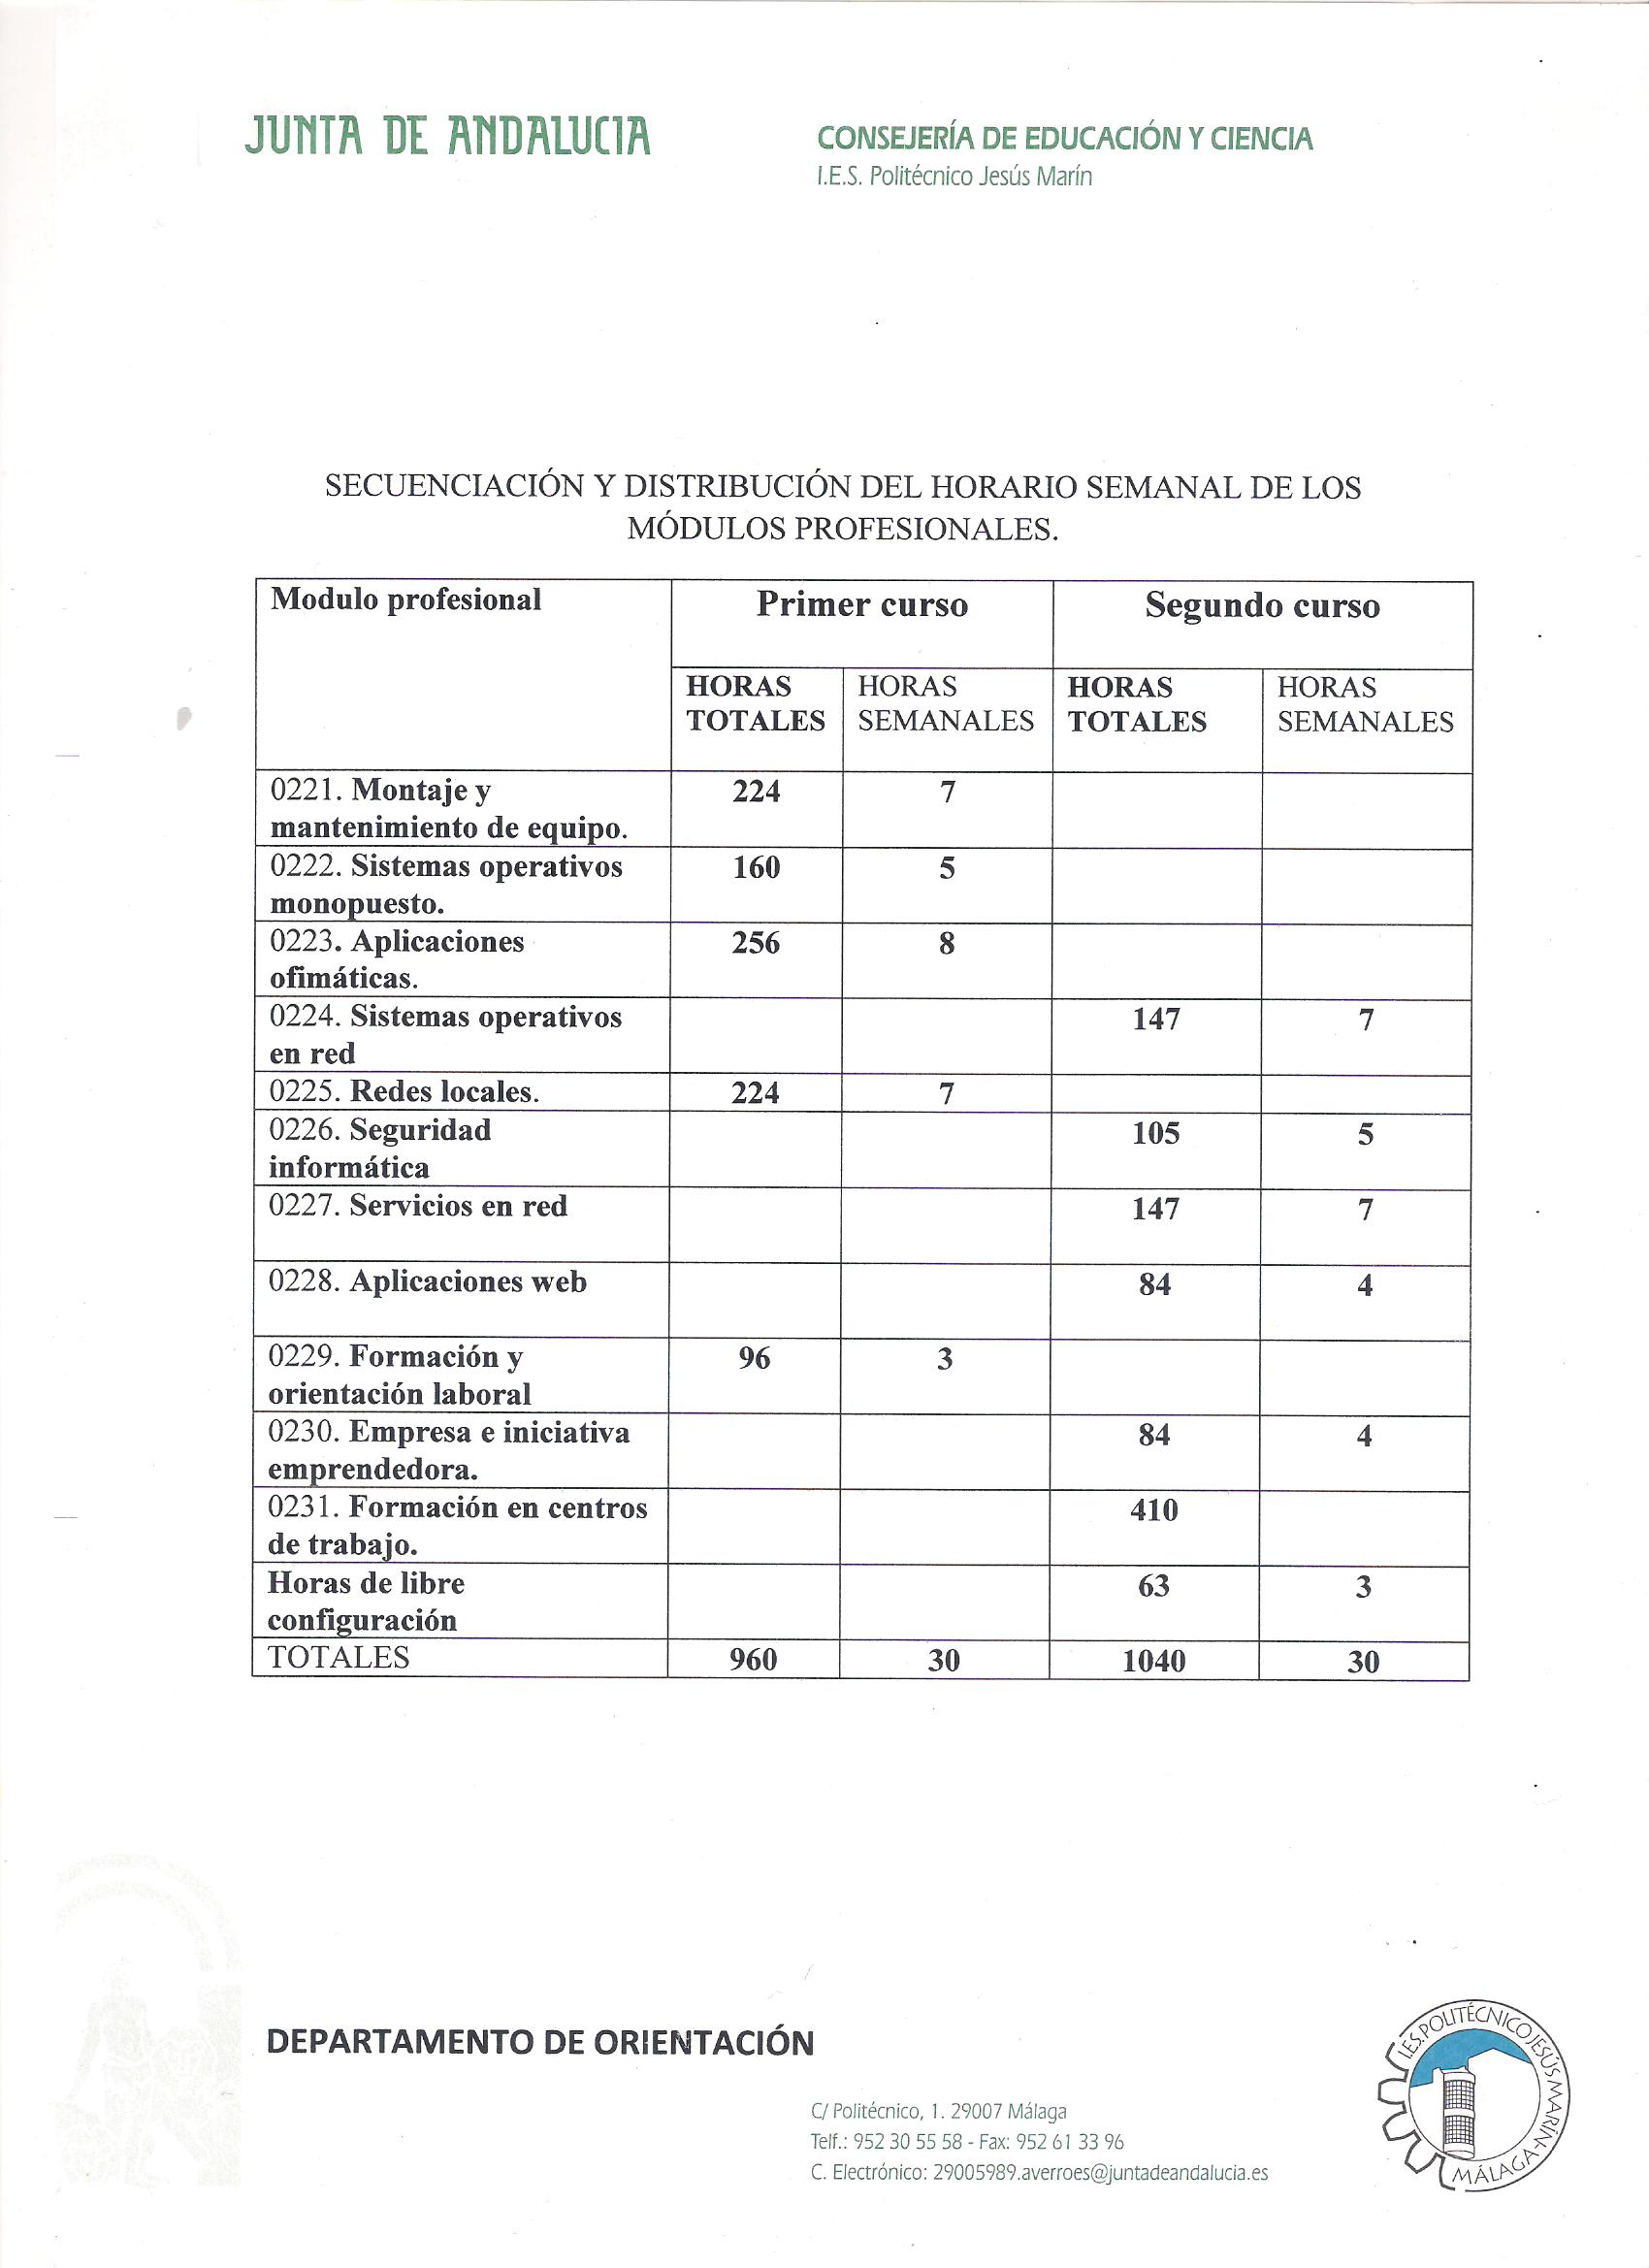 JUNTA DE ANDALUCIA
CONSEJERÍA DE EDUCACIÓN Y CIENCIA
I.E.S. Politécnico Jesús Marín
SECUENCIACIÓN Y DISTRIBUCIÓN DEL HORARIO SEMANAL DE LOS
MÓDULOS PROFESIONALES.
Modulo profesional Primer curso Segundo curso
HORAS HORAS HORAS HORAS
TOTALES SEMANALES TOTALES SEMANALES
0221. Montaje y 224 7
mantenimiento de equipo.
0222. Sistemas operativos 160 5
monopuesto.
0223. Aplicaciones 256 8
ofimáticas.
0224. Sistemas operativos 147 7
en red
0225. Redes locales. 224 7
0226. Seguridad 105 5
informática
0227. Servicios en red 147 7
0228. Aplicaciones web 84 4
0229. Formación y 96 3
orientación laboral
0230. Empresa e iniciativa 84 4
emprendedora.
0231. Formación en centros 410
de trabajo.
Horas de libre 63 3
configuración
TOTALES 960 30 1040 30
DEPARTAMENTO DE ORIENTACIÓN
C/ Politécnico, 1. 29007 Málaga
Telf.: 952 30 55 58 - Fax: 952 61 33 96
C. Electrónico: 29005989.averroes@juntadeandalucia.es
I.E.S. POLITÉCNICO JESÚS MARÍN-MÁLAGA-